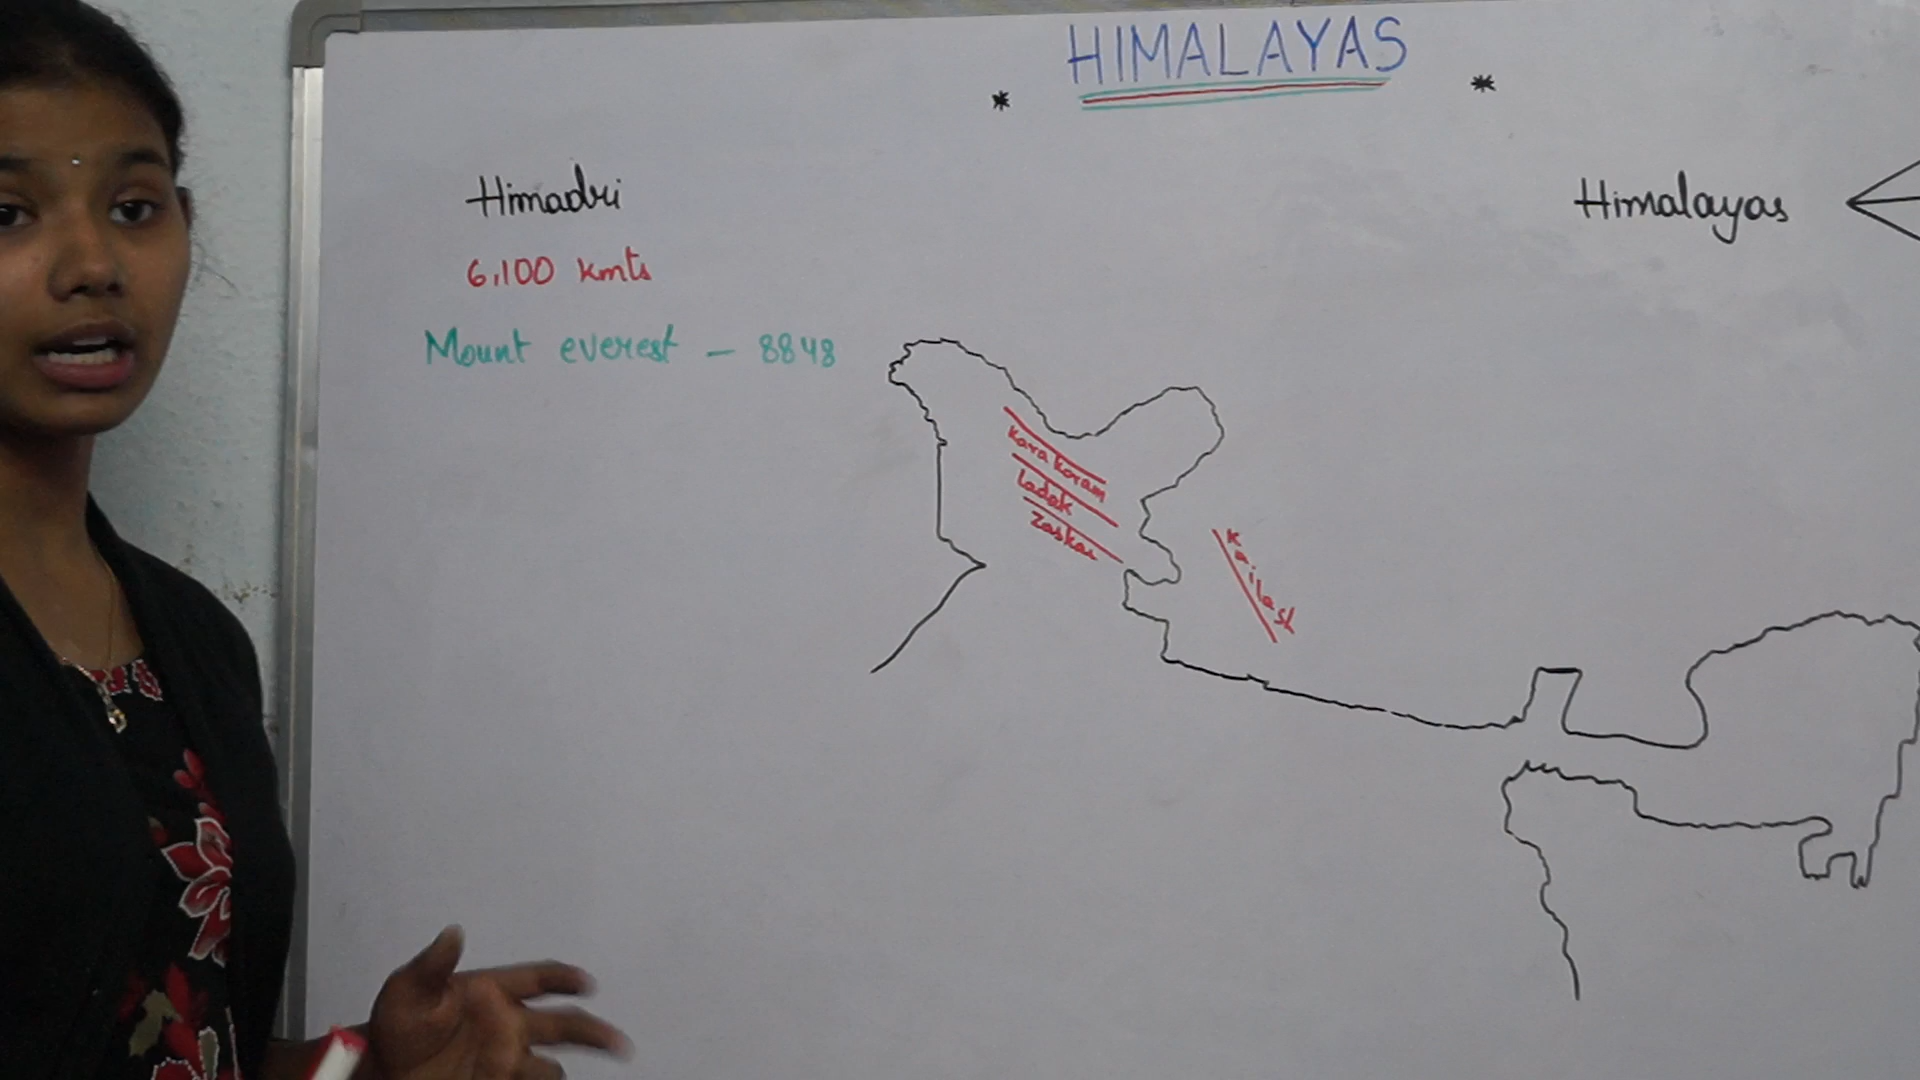 HIMALAYAS
Himadri
Himalayas
6,100 kmts
Mount everest - 8848
Karakoram
ladak
Zaskar
Kailash